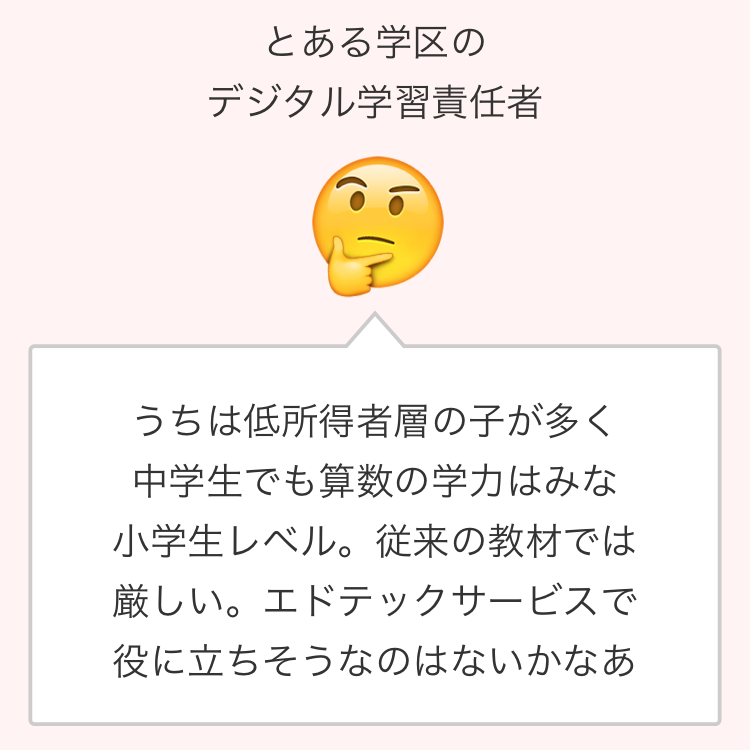 とある学区の
デジタル学習責任者
うちは低所得者層の子が多く
中学生でも算数の学力はみな
小学生レベル。従来の教材では
厳しい。エドテックサービスで
役に立ちそうなのはないかなあ